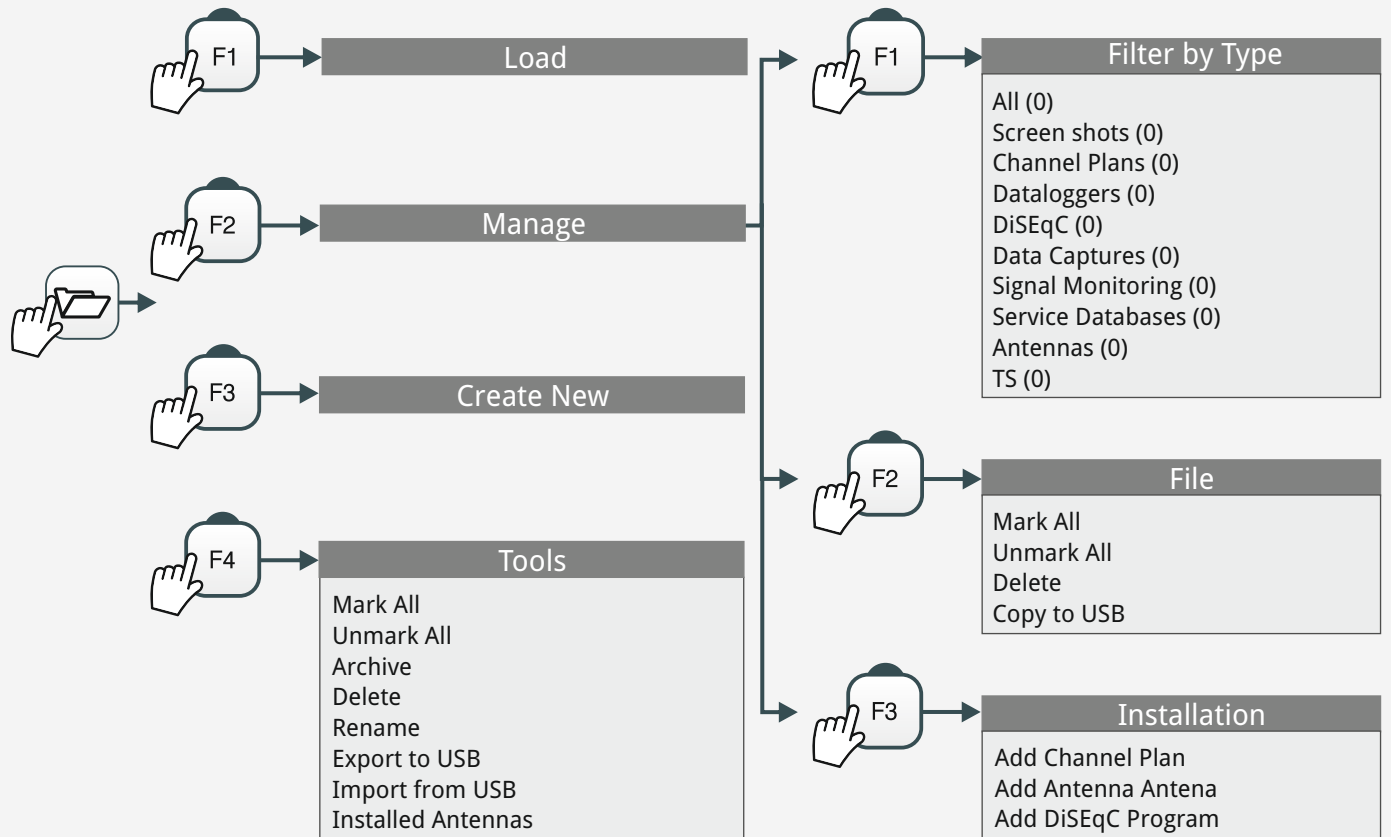 F1
Load
F2
Manage
F3
Create New
F4
Tools
Mark All
Unmark All
Archive
Delete
Rename
Export to USB
Import from USB
Installed Antennas
F1
Filter by Type
All (0)
Screen shots (0)
Channel Plans (0)
Dataloggers (0)
DiSEqC (0)
Data Captures (0)
Signal Monitoring (0)
Service Databases (0)
Antennas (0)
TS (0)
F2
File
Mark All
Unmark All
Delete
Copy to USB
F3
Installation
Add Channel Plan
Add Antenna Antena
Add DiSEqC Program